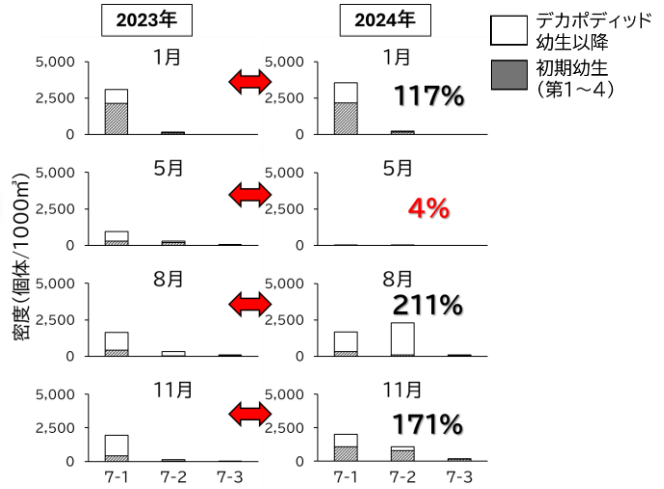 2023年
2024年
デカポディッド
幼生以降
初期幼生
(第1～4)
密度(個体/1000㎥)
1月
5,000
2,500
0
1月
5,000
2,500
0
117%
5月
5,000
2,500
0
5月
5,000
2,500
0
4%
8月
5,000
2,500
0
8月
5,000
2,500
0
211%
11月
5,000
2,500
0
7-1 7-2 7-3
11月
5,000
2,500
0
171%
7-1 7-2 7-3